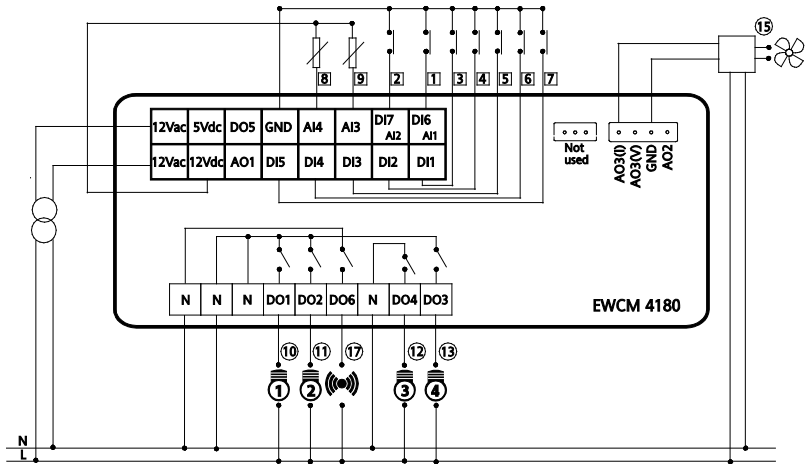 15
8 9 2 1 3 4 5 6 7
12Vac 5Vdc DO5 GND AI4 AI3 DI7 AI2 DI6 AI1
12Vac 12Vdc AO1 DI5 DI4 DI3 DI2 DI1
Not used
AO3(I) AO3(V) GND AO2
N N N DO1 DO2 DO6 N DO4 DO3
EWCM 4180
10 11 17 12 13
1 2 3 4
N
L